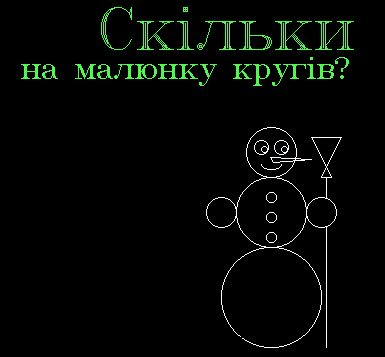 Скільки
на малюнку кругів?